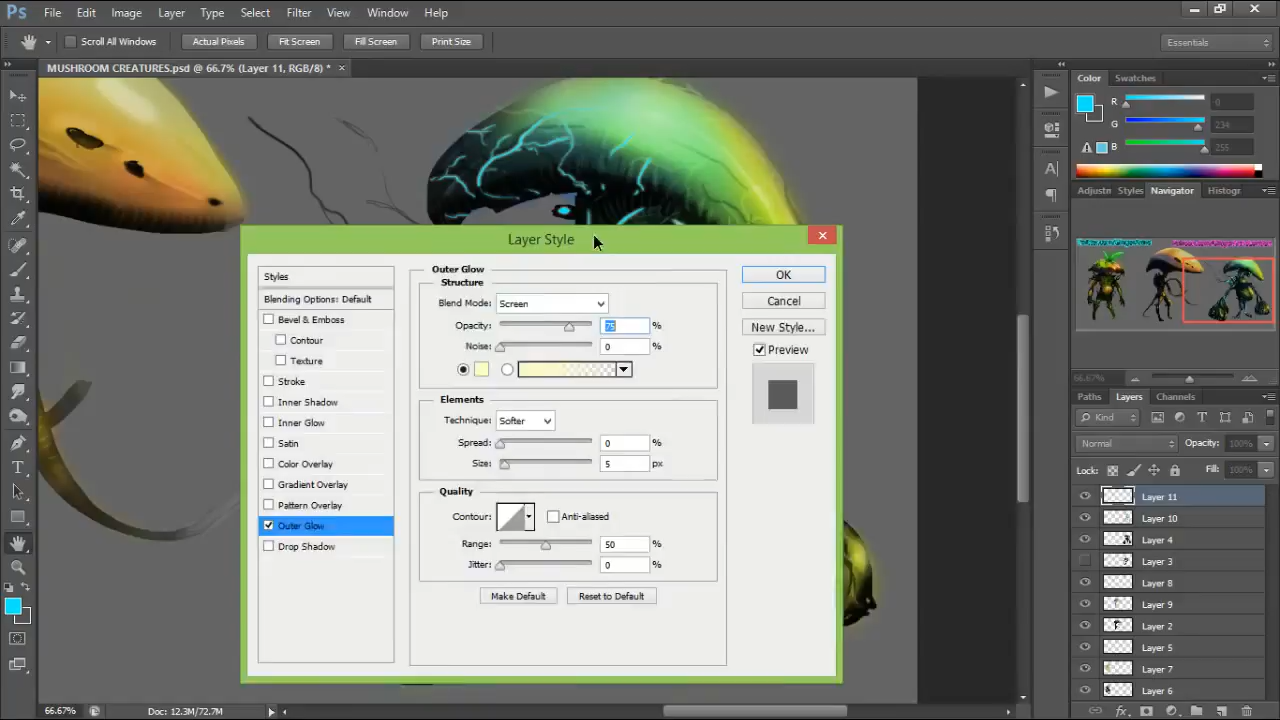 Ps File Edit Image Layer Type Select Filter View Window Help
Scroll All Windows Actual Pixels Fit Screen Fill Screen Print Size Essentials
MUSHROOM CREATURES.psd @ 66.7% (Layer 11, RGB/8) * ×
Color Swatches
R 0
G 234
B 255
Adjustm Styles Navigator Histogr
66.67%
Paths Layers Channels
Kind
Normal Opacity: 100%
Lock: Fill: 100%
Layer 11
Layer 10
Layer 4
Layer 3
Layer 8
Layer 9
Layer 2
Layer 5
Layer 7
Layer 6
Layer Style
Styles
Blending Options: Default
Bevel & Emboss
Contour
Texture
Stroke
Inner Shadow
Inner Glow
Satin
Color Overlay
Gradient Overlay
Pattern Overlay
Outer Glow
Drop Shadow
Outer Glow
Structure
Blend Mode: Screen
Opacity: 75 %
Noise: 0 %
Elements
Technique: Softer
Spread: 0 %
Size: 5 px
Quality
Contour: Anti-aliased
Range: 50 %
Jitter: 0 %
Make Default Reset to Default
OK
Cancel
New Style...
Preview
66.67% Doc: 12.3M/72.7M